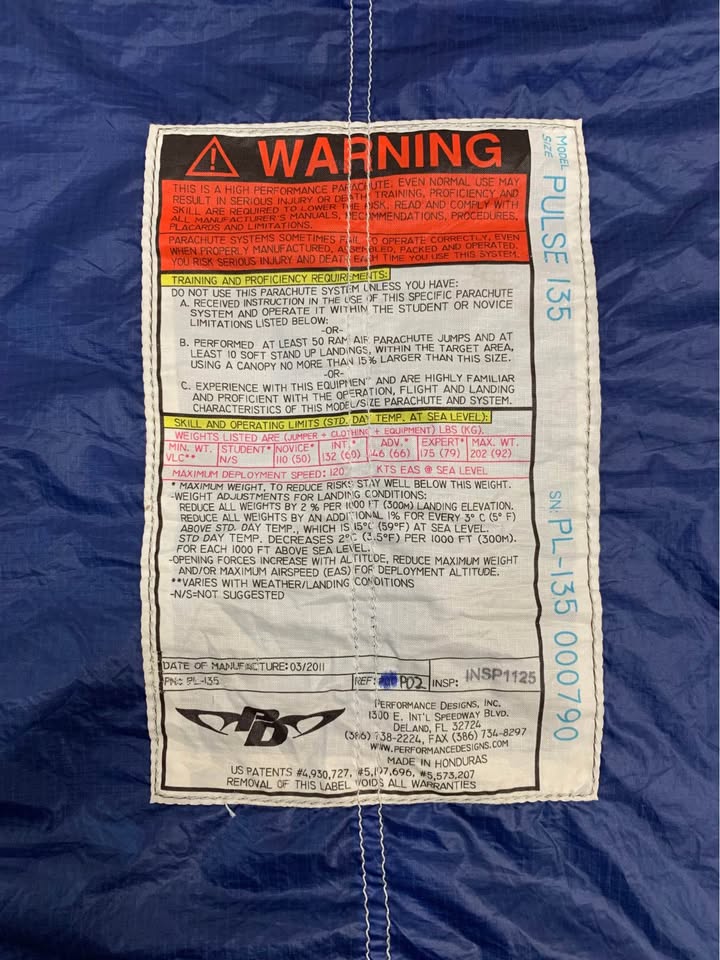 WARNING
THIS IS A HIGH PERFORMANCE PARACHUTE, EVEN NORMAL USE MAY
RESULT IN SERIOUS INJURY OR DEATH. TRAINING, PROFICIENCY AND
SKILL ARE REQUIRED TO LOWER THE RISK. READ AND COMPLY WITH
ALL MANUFACTURER'S MANUALS, RECOMMENDATIONS, PROCEDURES,
PLACARDS AND LIMITATIONS.
PARACHUTE SYSTEMS SOMETIMES FAIL TO OPERATE CORRECTLY, EVEN
WHEN PROPERLY MANUFACTURED, ASSEMBLED, PACKED AND OPERATED.
YOU RISK SERIOUS INJURY AND DEATH EACH TIME YOU USE THIS SYSTEM.
TRAINING AND PROFICIENCY REQUIREMENTS:
DO NOT USE THIS PARACHUTE SYSTEM UNLESS YOU HAVE:
A. RECEIVED INSTRUCTION IN THE USE OF THIS SPECIFIC PARACHUTE
SYSTEM AND OPERATE IT WITHIN THE STUDENT OR NOVICE
LIMITATIONS LISTED BELOW:
-OR-
B. PERFORMED AT LEAST 50 RAM AIR PARACHUTE JUMPS AND AT
LEAST 10 SOFT STAND UP LANDINGS, WITHIN THE TARGET AREA,
USING A CANOPY NO MORE THAN 15% LARGER THAN THIS SIZE.
-OR-
C. EXPERIENCE WITH THIS EQUIPMENT AND ARE HIGHLY FAMILIAR
AND PROFICIENT WITH THE OPERATION, FLIGHT AND LANDING
CHARACTERISTICS OF THIS MODEL/SIZE PARACHUTE AND SYSTEM.
SKILL AND OPERATING LIMITS (STD. DAY TEMP. AT SEA LEVEL):
WEIGHTS LISTED ARE (JUMPER + CLOTHING + EQUIPMENT) LBS (KG).
MIN. WT. STUDENT* NOVICE* INT.* ADV.* EXPERT* MAX. WT.
VLC** N/S 110 (50) 132 (60) 146 (66) 175 (79) 202 (92)
MAXIMUM DEPLOYMENT SPEED: 120 KTS EAS @ SEA LEVEL
* MAXIMUM WEIGHT, TO REDUCE RISKS STAY WELL BELOW THIS WEIGHT.
-WEIGHT ADJUSTMENTS FOR LANDING CONDITIONS:
REDUCE ALL WEIGHTS BY 2 % PER 1000 FT (300M) LANDING ELEVATION.
REDUCE ALL WEIGHTS BY AN ADDITIONAL 1% FOR EVERY 3° C (5° F)
ABOVE STD. DAY TEMP., WHICH IS 15°C (59°F) AT SEA LEVEL.
STD DAY TEMP. DECREASES 2°C (3.5°F) PER 1000 FT (300M).
FOR EACH 1000 FT ABOVE SEA LEVEL.
-OPENING FORCES INCREASE WITH ALTITUDE, REDUCE MAXIMUM WEIGHT
AND/OR MAXIMUM AIRSPEED (EAS) FOR DEPLOYMENT ALTITUDE.
**VARIES WITH WEATHER/LANDING CONDITIONS
-N/S=NOT SUGGESTED
DATE OF MANUFACTURE: 03/2011
PN: PL-135 REF: PD2 INSP: INSP1125
PD
PERFORMANCE DESIGNS, INC.
1300 E. INT'L SPEEDWAY BLVD.
DELAND, FL 32724
(386) 738-2224, FAX (386) 734-8297
WWW.PERFORMANCEDESIGNS.COM
MADE IN HONDURAS
US PATENTS #4,930,727, #5,197,696, #5,573,207
REMOVAL OF THIS LABEL VOIDS ALL WARRANTIES
MODEL
SIZE PULSE 135
SN: PL-135 000790